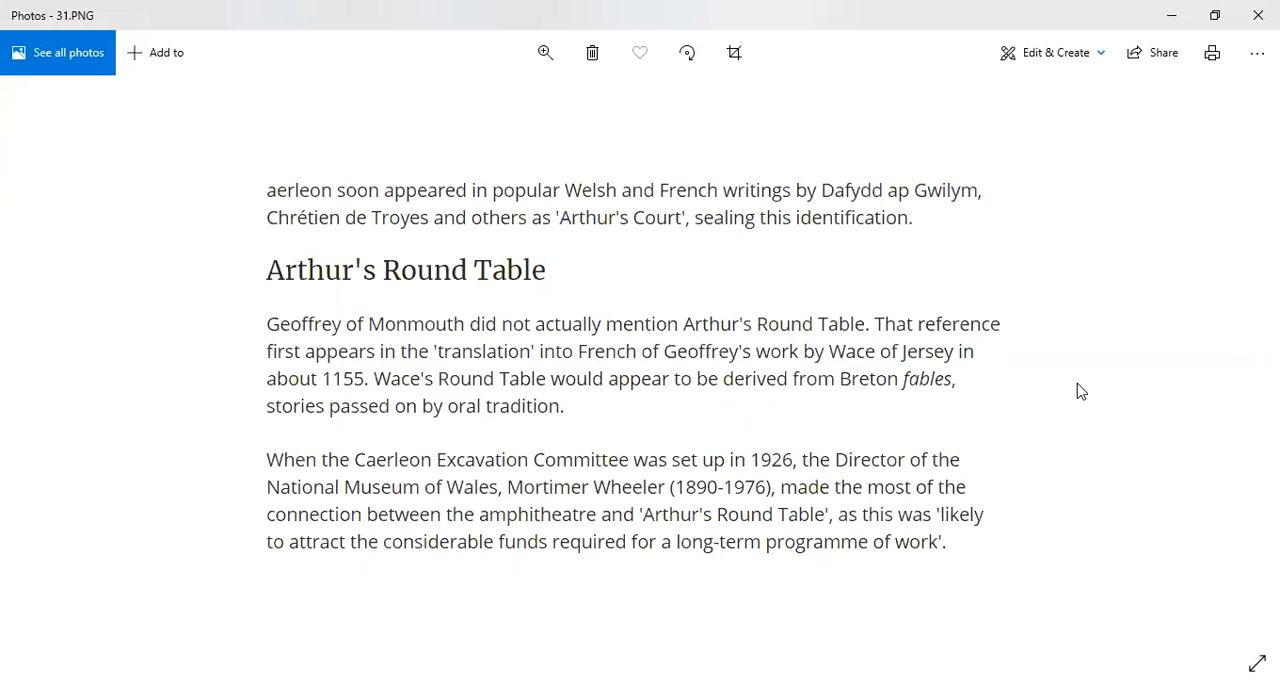 Photos - 31.PNG
See all photos
Add to
Edit & Create
Share
aerleon soon appeared in popular Welsh and French writings by Dafydd ap Gwilym,
Chrétien de Troyes and others as 'Arthur's Court', sealing this identification.
Arthur's Round Table
Geoffrey of Monmouth did not actually mention Arthur's Round Table. That reference
first appears in the 'translation' into French of Geoffrey's work by Wace of Jersey in
about 1155. Wace's Round Table would appear to be derived from Breton fables,
stories passed on by oral tradition.
When the Caerleon Excavation Committee was set up in 1926, the Director of the
National Museum of Wales, Mortimer Wheeler (1890-1976), made the most of the
connection between the amphitheatre and 'Arthur's Round Table', as this was 'likely
to attract the considerable funds required for a long-term programme of work'.